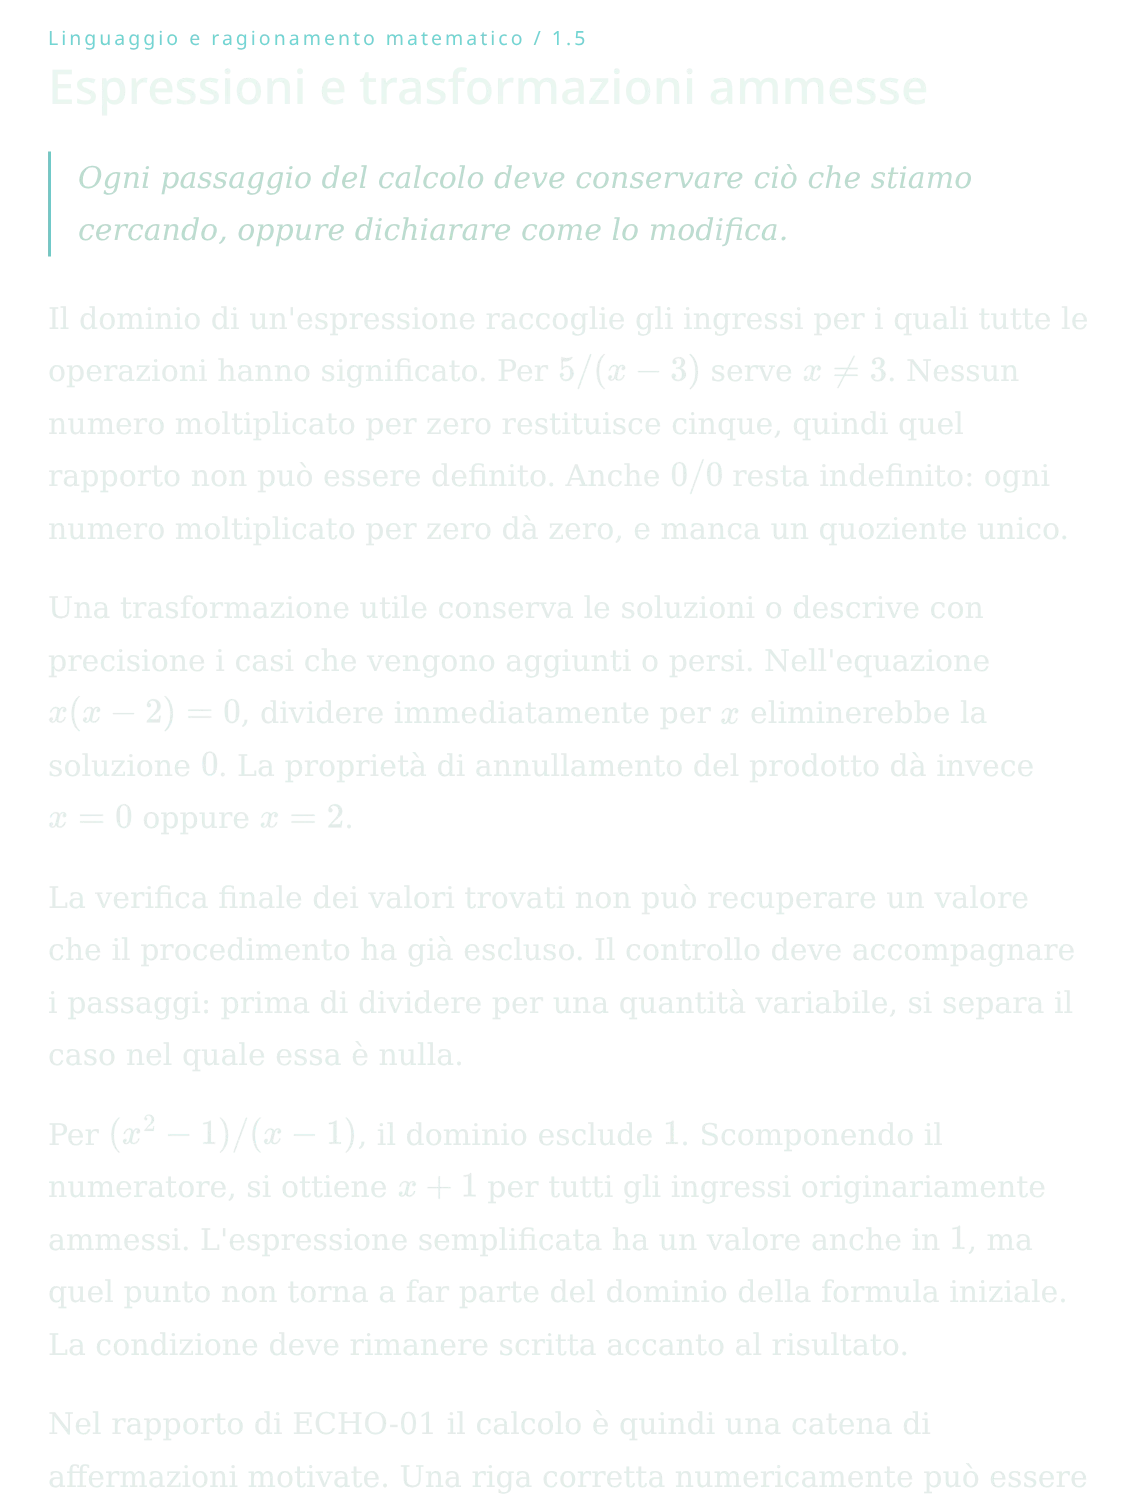 Linguaggio e ragionamento matematico / 1.5
Espressioni e trasformazioni ammesse
Ogni passaggio del calcolo deve conservare ciò che stiamo
cercando, oppure dichiarare come lo modifica.
Il dominio di un'espressione raccoglie gli ingressi per i quali tutte le
operazioni hanno significato. Per 5/(x − 3) serve x ≠ 3. Nessun
numero moltiplicato per zero restituisce cinque, quindi quel
rapporto non può essere definito. Anche 0/0 resta indefinito: ogni
numero moltiplicato per zero dà zero, e manca un quoziente unico.
Una trasformazione utile conserva le soluzioni o descrive con
precisione i casi che vengono aggiunti o persi. Nell'equazione
x(x − 2) = 0, dividere immediatamente per x eliminerebbe la
soluzione 0. La proprietà di annullamento del prodotto dà invece
x = 0 oppure x = 2.
La verifica finale dei valori trovati non può recuperare un valore
che il procedimento ha già escluso. Il controllo deve accompagnare
i passaggi: prima di dividere per una quantità variabile, si separa il
caso nel quale essa è nulla.
Per (x² − 1)/(x − 1), il dominio esclude 1. Scomponendo il
numeratore, si ottiene x + 1 per tutti gli ingressi originariamente
ammessi. L'espressione semplificata ha un valore anche in 1, ma
quel punto non torna a far parte del dominio della formula iniziale.
La condizione deve rimanere scritta accanto al risultato.
Nel rapporto di ECHO-01 il calcolo è quindi una catena di
affermazioni motivate. Una riga corretta numericamente può essere